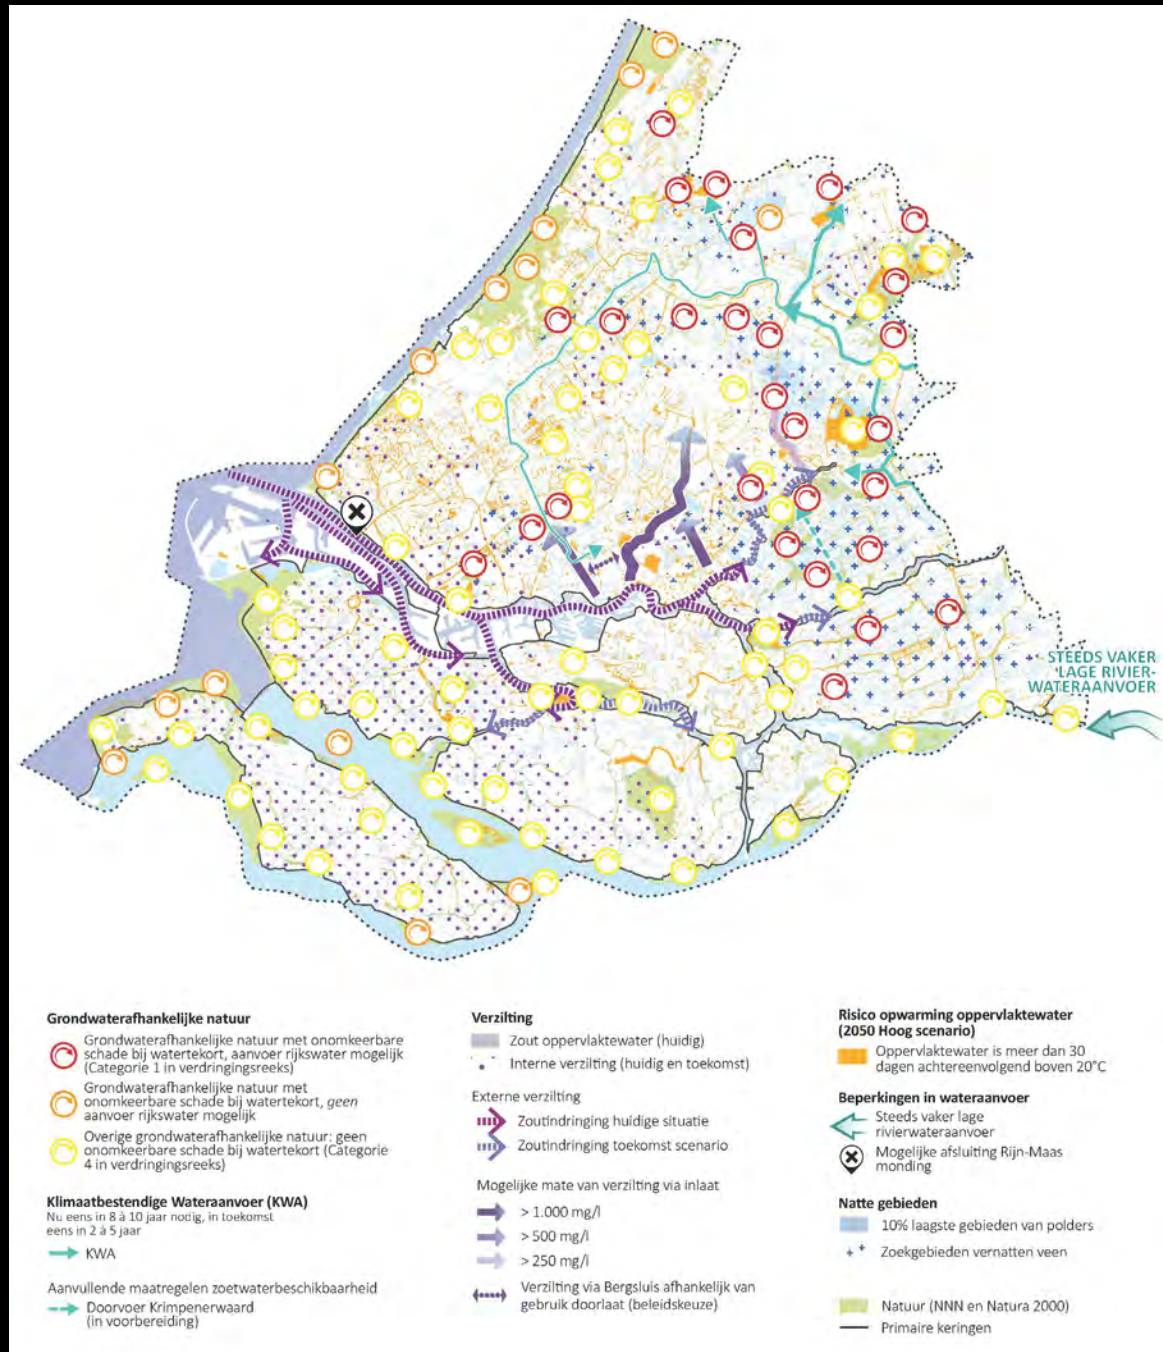 STEEDS VAKER
LAGE RIVIER-
WATERAANVOER
Grondwaterafhankelijke natuur
Grondwaterafhankelijke natuur met onomkeerbare
schade bij watertekort, aanvoer rijkswater mogelijk
(Categorie 1 in verdringingsreeks)
Grondwaterafhankelijke natuur met
onomkeerbare schade bij watertekort, geen
aanvoer rijkswater mogelijk
Overige grondwaterafhankelijke natuur: geen
onomkeerbare schade bij watertekort (Categorie
4 in verdringingsreeks)
Klimaatbestendige Wateraanvoer (KWA)
Nu eens in 8 à 10 jaar nodig, in toekomst
eens in 2 à 5 jaar
KWA
Aanvullende maatregelen zoetwaterbeschikbaarheid
Doorvoer Krimpenerwaard
(in voorbereiding)
Verzilting
Zout oppervlaktewater (huidig)
Interne verzilting (huidig en toekomst)
Externe verzilting
Zoutindringing huidige situatie
Zoutindringing toekomst scenario
Mogelijke mate van verzilting via inlaat
> 1.000 mg/l
> 500 mg/l
> 250 mg/l
Verzilting via Bergsluis afhankelijk van
gebruik doorlaat (beleidskeuze)
Risico opwarming oppervlaktewater
(2050 Hoog scenario)
Oppervlaktewater is meer dan 30
dagen achtereenvolgend boven 20°C
Beperkingen in wateraanvoer
Steeds vaker lage
rivierwateraanvoer
Mogelijke afsluiting Rijn-Maas
monding
Natte gebieden
10% laagste gebieden van polders
Zoekgebieden vernatten veen
Natuur (NNN en Natura 2000)
Primaire keringen